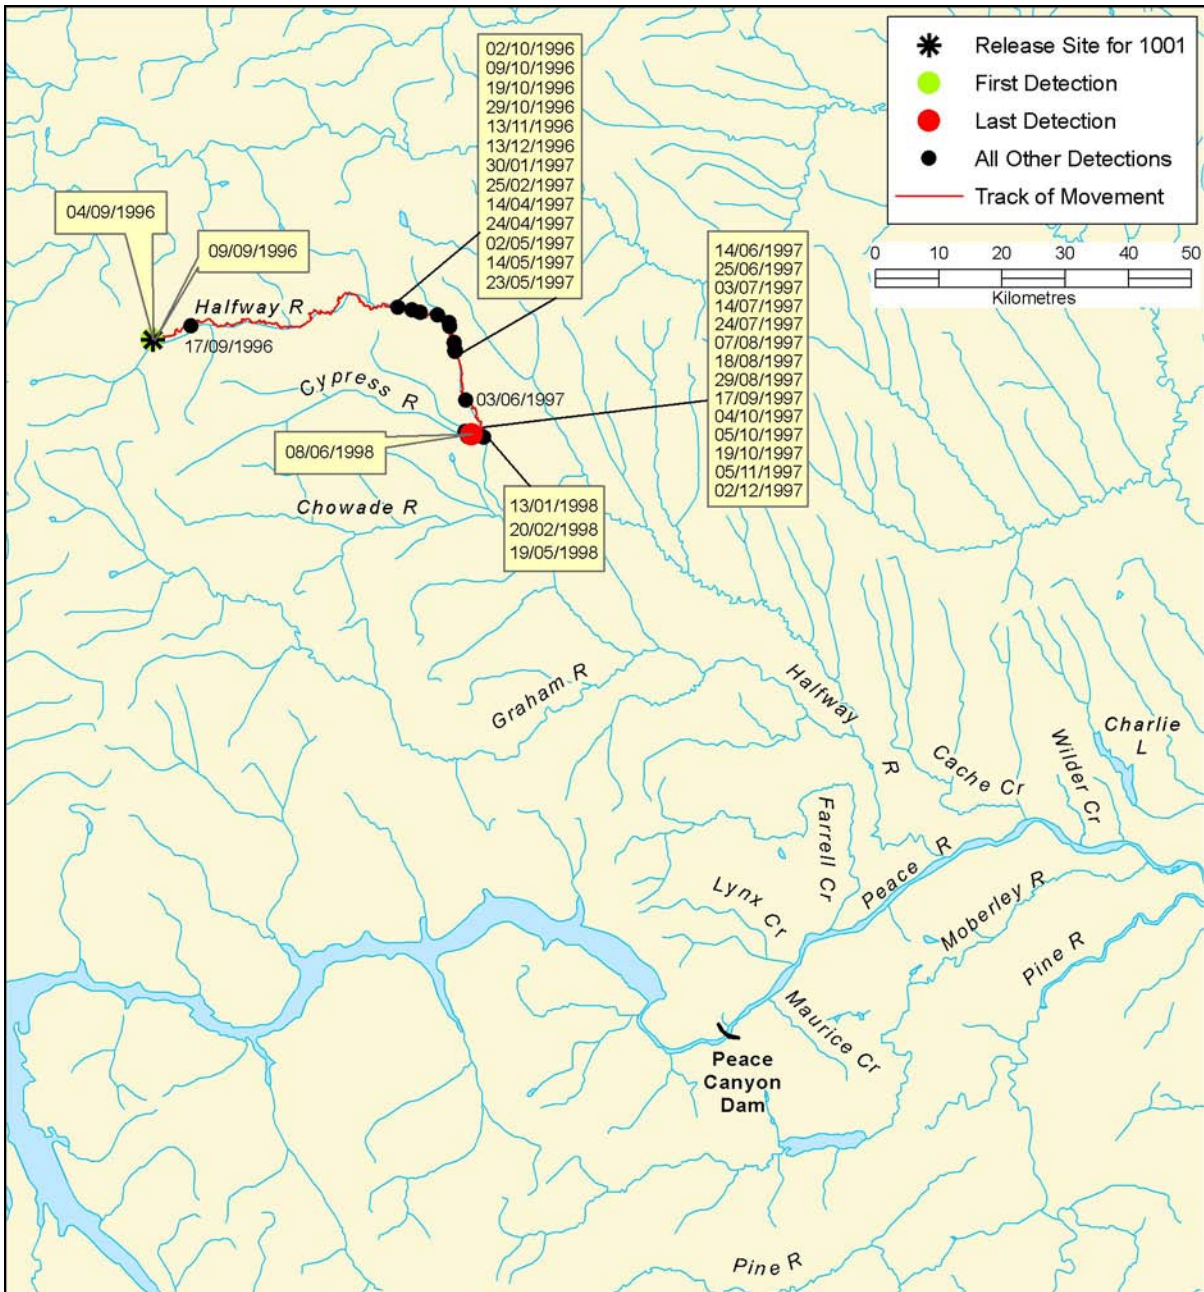 Release Site for 1001
First Detection
Last Detection
All Other Detections
Track of Movement
0 10 20 30 40 50
Kilometres
02/10/1996
09/10/1996
19/10/1996
29/10/1996
13/11/1996
13/12/1996
30/01/1997
25/02/1997
14/04/1997
24/04/1997
02/05/1997
14/05/1997
23/05/1997
04/09/1996
09/09/1996
Halfway R
17/09/1996
14/06/1997
25/06/1997
03/07/1997
14/07/1997
24/07/1997
07/08/1997
18/08/1997
29/08/1997
17/09/1997
04/10/1997
05/10/1997
19/10/1997
05/11/1997
02/12/1997
Cypress R
03/06/1997
08/06/1998
Chowade R
13/01/1998
20/02/1998
19/05/1998
Graham R
Halfway R
Charlie
L
Wilder Cr
Cache Cr
Farrell Cr
Peace R
Lynx Cr
Moberley R
Pine R
Maurice Cr
Peace
Canyon
Dam
Pine R